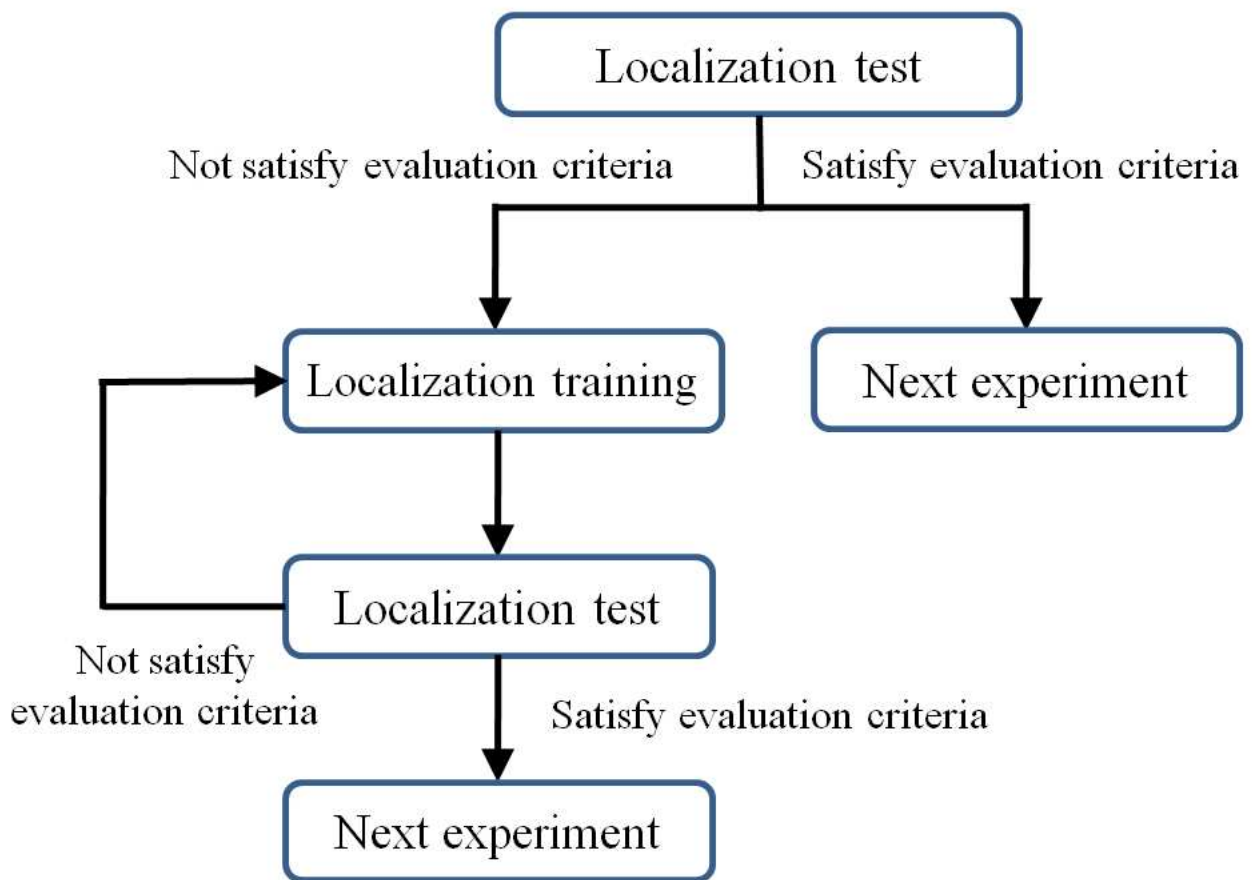 Localization test
Not satisfy evaluation criteria
Satisfy evaluation criteria
Localization training
Next experiment
Localization test
Not satisfy
evaluation criteria
Satisfy evaluation criteria
Next experiment